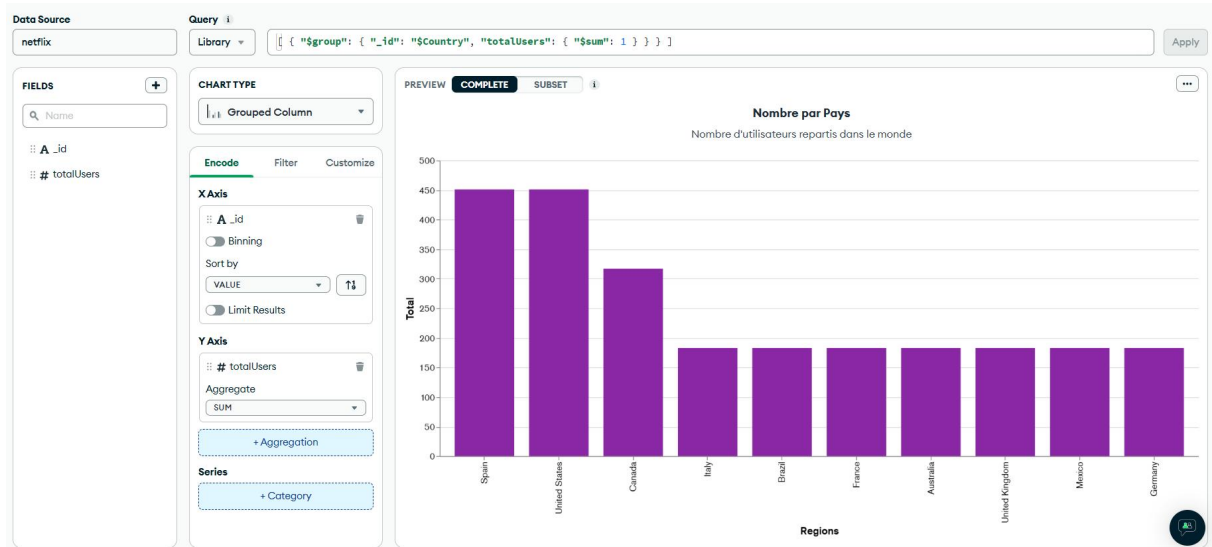 Data Source
netflix
Query i
Library
[ { "$group": { "_id": "$Country", "totalUsers": { "$sum": 1 } } } ]
Apply
FIELDS
+
Name
A _id
# totalUsers
CHART TYPE
Grouped Column
Encode Filter Customize
X Axis
A _id
Binning
Sort by
VALUE
Limit Results
Y Axis
# totalUsers
Aggregate
SUM
+ Aggregation
Series
+ Category
PREVIEW COMPLETE SUBSET i
Nombre par Pays
Nombre d'utilisateurs repartis dans le monde
Total
500
450
400
350
300
250
200
150
100
50
0
Spain
United States
Canada
Italy
Brazil
France
Australia
United Kingdom
Mexico
Germany
Regions